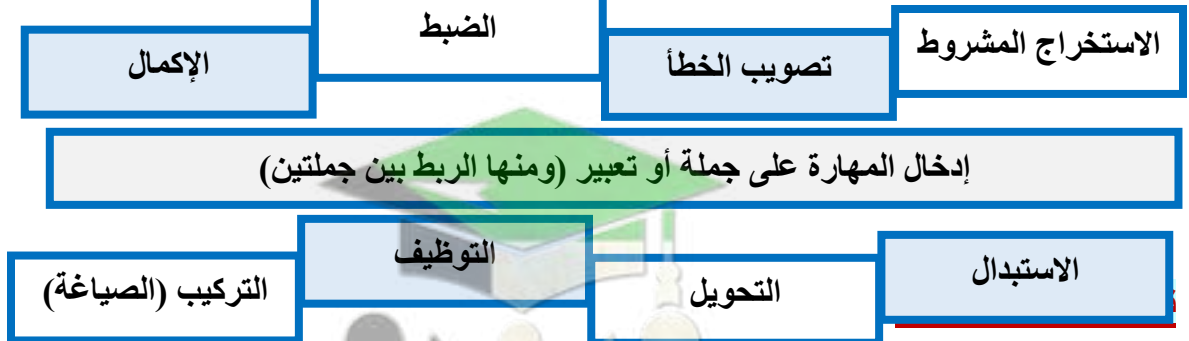 الاستخراج المشروط
تصويب الخطأ
الضبط
الإكمال
إدخال المهارة على جملة أو تعبير (ومنها الربط بين جملتين)
الاستبدال
التحويل
التوظيف
التركيب (الصياغة)